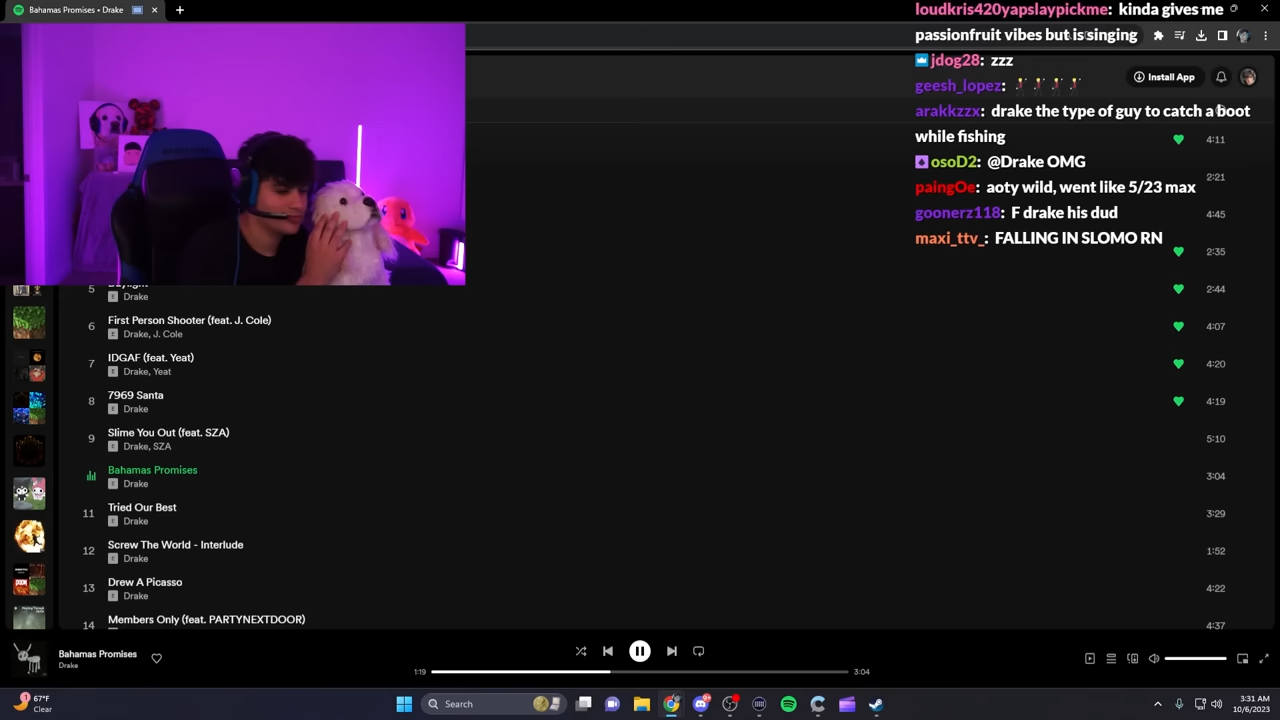 Bahamas Promises • Drake
loudkris420yapslaypickme: kinda gives me
passionfruit vibes but is singing
jdog28: zzz
geesh_lopez:
arakkzzx: drake the type of guy to catch a boot
while fishing
osoD2: @Drake OMG
paingOe: aoty wild, went like 5/23 max
goonerz118: F drake his dud
maxi_ttv_: FALLING IN SLOMO RN
Install App
4:11
2:21
4:45
2:35
5 2:44
E Drake
6 First Person Shooter (feat. J. Cole) 4:07
E Drake, J. Cole
7 IDGAF (feat. Yeat) 4:20
E Drake, Yeat
8 7969 Santa 4:19
E Drake
9 Slime You Out (feat. SZA) 5:10
E Drake, SZA
Bahamas Promises 3:04
E Drake
11 Tried Our Best 3:29
E Drake
12 Screw The World - Interlude 1:52
E Drake
13 Drew A Picasso 4:22
E Drake
14 Members Only (feat. PARTYNEXTDOOR) 4:37
Bahamas Promises
Drake
1:19 3:04
67°F
Clear
Search
3:31 AM
10/6/2023